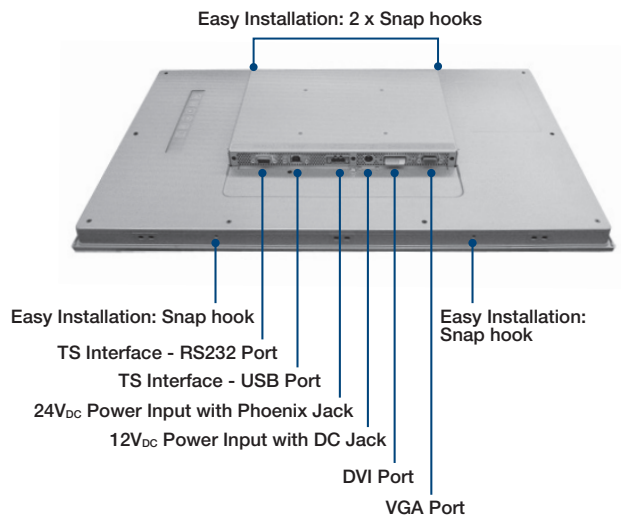 Easy Installation: 2 x Snap hooks
Easy Installation: Snap hook
Easy Installation:
Snap hook
TS Interface - RS232 Port
TS Interface - USB Port
24VDC Power Input with Phoenix Jack
12VDC Power Input with DC Jack
DVI Port
VGA Port